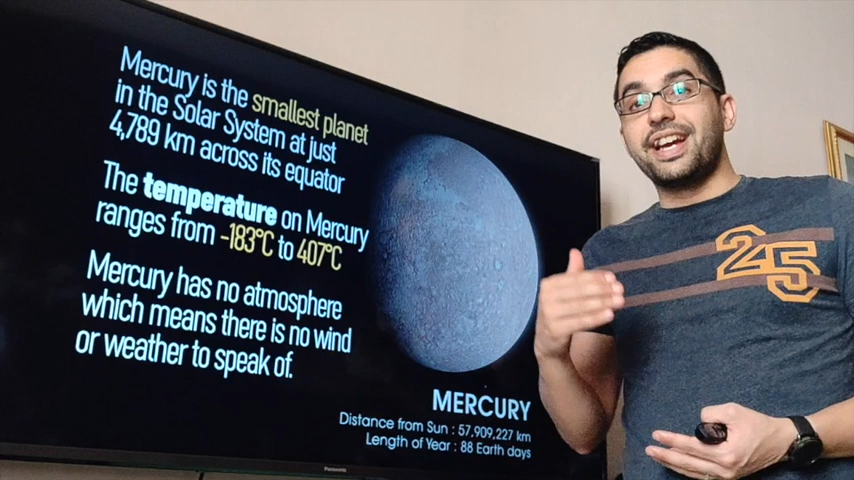 Mercury is the smallest planet
in the Solar System at just
4,789 km across its equator
The temperature on Mercury
ranges from -183°C to 407°C
Mercury has no atmosphere
which means there is no wind
or weather to speak of.
MERCURY
Distance from Sun : 57,909,227 km
Length of Year : 88 Earth days
Panasonic
25